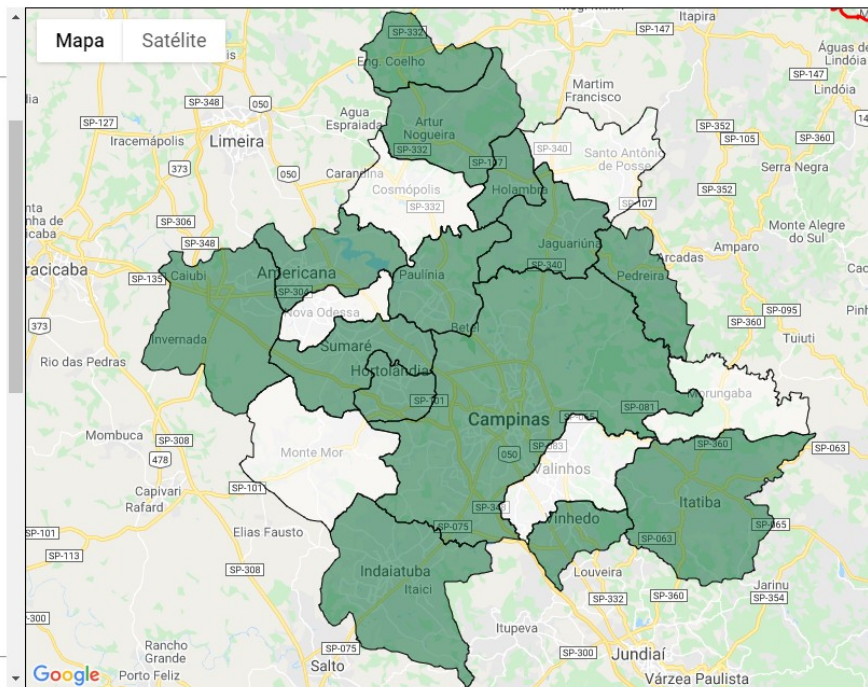 Mapa
Satélite
SP-332
Eng. Coelho
SP-147
Itapira
Águas de
Lindóia
SP-147
Lindóia
Martim
Francisco
SP-348
050
SP-127
Iracemápolis
Limeira
Água
Espraiada
Artur
Nogueira
SP-332
SP-107
SP-340
Santo Antônio
de Posse
SP-352
SP-105
SP-360
Serra Negra
373
050
Carandina
Cosmópolis
SP-332
Holambra
SP-107
SP-352
Monte Alegre
do Sul
SP-306
SP-348
Jaguariúna
Amparo
SP-135
Caiubi
Americana
Paulínia
SP-340
Pedreira
SP-304
Nova Odessa
Betel
SP-095
SP-360
Tuiuti
373
Invernada
Sumaré
Rio das Pedras
Hortolândia
SP-101
SP-081
Morungaba
Mombuca
SP-308
Campinas
SP-083
SP-360
SP-063
478
Monte Mor
050
Valinhos
Capivari
SP-101
Rafard
Itatiba
Elias Fausto
SP-075
Vinhedo
SP-065
SP-101
SP-113
SP-063
SP-308
Indaiatuba
Itaici
Louveira
Jarinu
SP-332
SP-360
SP-354
SP-300
Itupeva
Rancho
Grande
SP-075
Salto
SP-300
Jundiaí
Google
Porto Feliz
Várzea Paulista